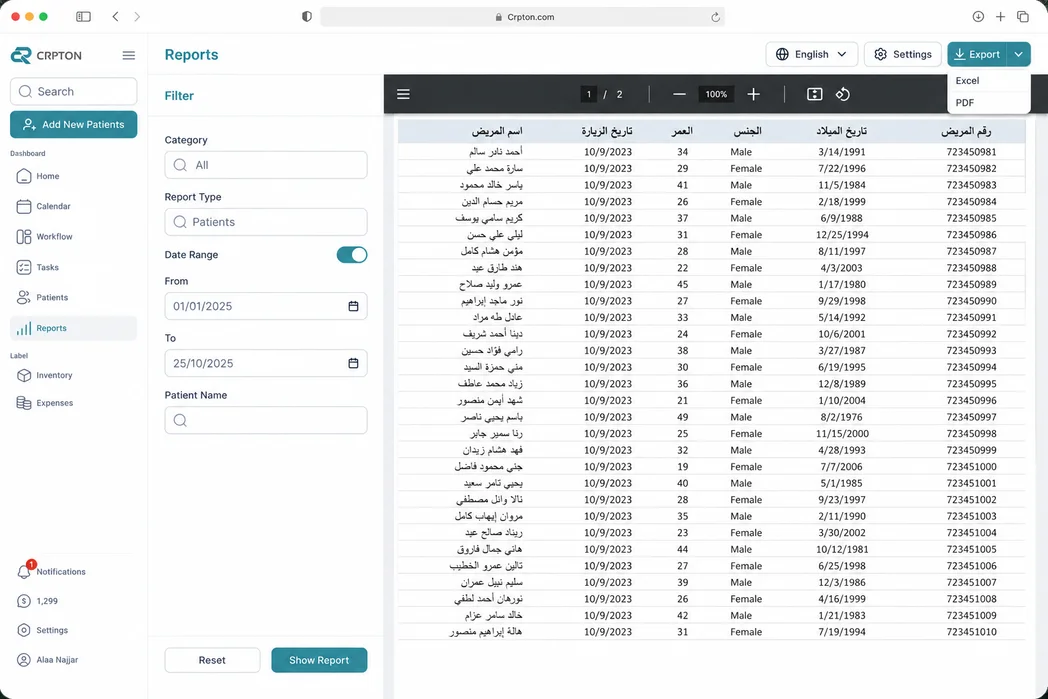 Crpton.com
CRPTON
Search
Add New Patients
Dashboard
Home
Calendar
Workflow
Tasks
Patients
Reports
Label
Inventory
Expenses
1
Notifications
1,299
Settings
Alaa Najjar
Reports
English
Settings
Export
Excel
PDF
Filter
Category
All
Report Type
Patients
Date Range
From
01/01/2025
To
25/10/2025
Patient Name
Reset
Show Report
1 / 2
100%
اسم المريض تاريخ الزيارة العمر الجنس تاريخ الميلاد رقم المريض
أحمد نادر سالم 10/9/2023 34 Male 3/14/1991 723450981
سارة محمد علي 10/9/2023 29 Female 7/22/1996 723450982
ياسر خالد محمود 10/9/2023 41 Male 11/5/1984 723450983
مريم حسام الدين 10/9/2023 26 Female 2/18/1999 723450984
كريم سامي يوسف 10/9/2023 37 Male 6/9/1988 723450985
ليلى علي حسن 10/9/2023 31 Female 12/25/1994 723450986
مؤمن هشام كامل 10/9/2023 28 Male 8/11/1997 723450987
هند طارق عيد 10/9/2023 22 Female 4/3/2003 723450988
عمرو وليد صلاح 10/9/2023 45 Male 1/17/1980 723450989
نور ماجد إبراهيم 10/9/2023 27 Female 9/29/1998 723450990
عادل طه مراد 10/9/2023 33 Male 5/14/1992 723450991
دينا أحمد شريف 10/9/2023 24 Female 10/6/2001 723450992
رامي فؤاد حسين 10/9/2023 38 Male 3/27/1987 723450993
منى حمزة السيد 10/9/2023 30 Female 6/19/1995 723450994
زياد محمد عاطف 10/9/2023 36 Male 12/8/1989 723450995
شهد أيمن منصور 10/9/2023 21 Female 1/10/2004 723450996
باسم يحيى ناصر 10/9/2023 49 Male 8/2/1976 723450997
رنا سمير جابر 10/9/2023 25 Female 11/15/2000 723450998
فهد هشام زيدان 10/9/2023 32 Male 4/28/1993 723450999
جنى محمود فاضل 10/9/2023 19 Female 7/7/2006 723451000
يحيى تامر سعيد 10/9/2023 40 Male 5/1/1985 723451001
تالا وائل مصطفى 10/9/2023 28 Female 9/23/1997 723451002
مروان إيهاب كامل 10/9/2023 35 Male 2/11/1990 723451003
ريناد صالح عيد 10/9/2023 23 Female 3/30/2002 723451004
هاني جمال فاروق 10/9/2023 44 Male 10/12/1981 723451005
تالين عمرو الخطيب 10/9/2023 27 Female 6/25/1998 723451006
سليم نبيل عمران 10/9/2023 39 Male 12/3/1986 723451007
نورهان أحمد لطفي 10/9/2023 26 Female 4/16/1999 723451008
خالد سامر عزام 10/9/2023 42 Male 1/21/1983 723451009
هالة إبراهيم منصور 10/9/2023 31 Female 7/19/1994 723451010